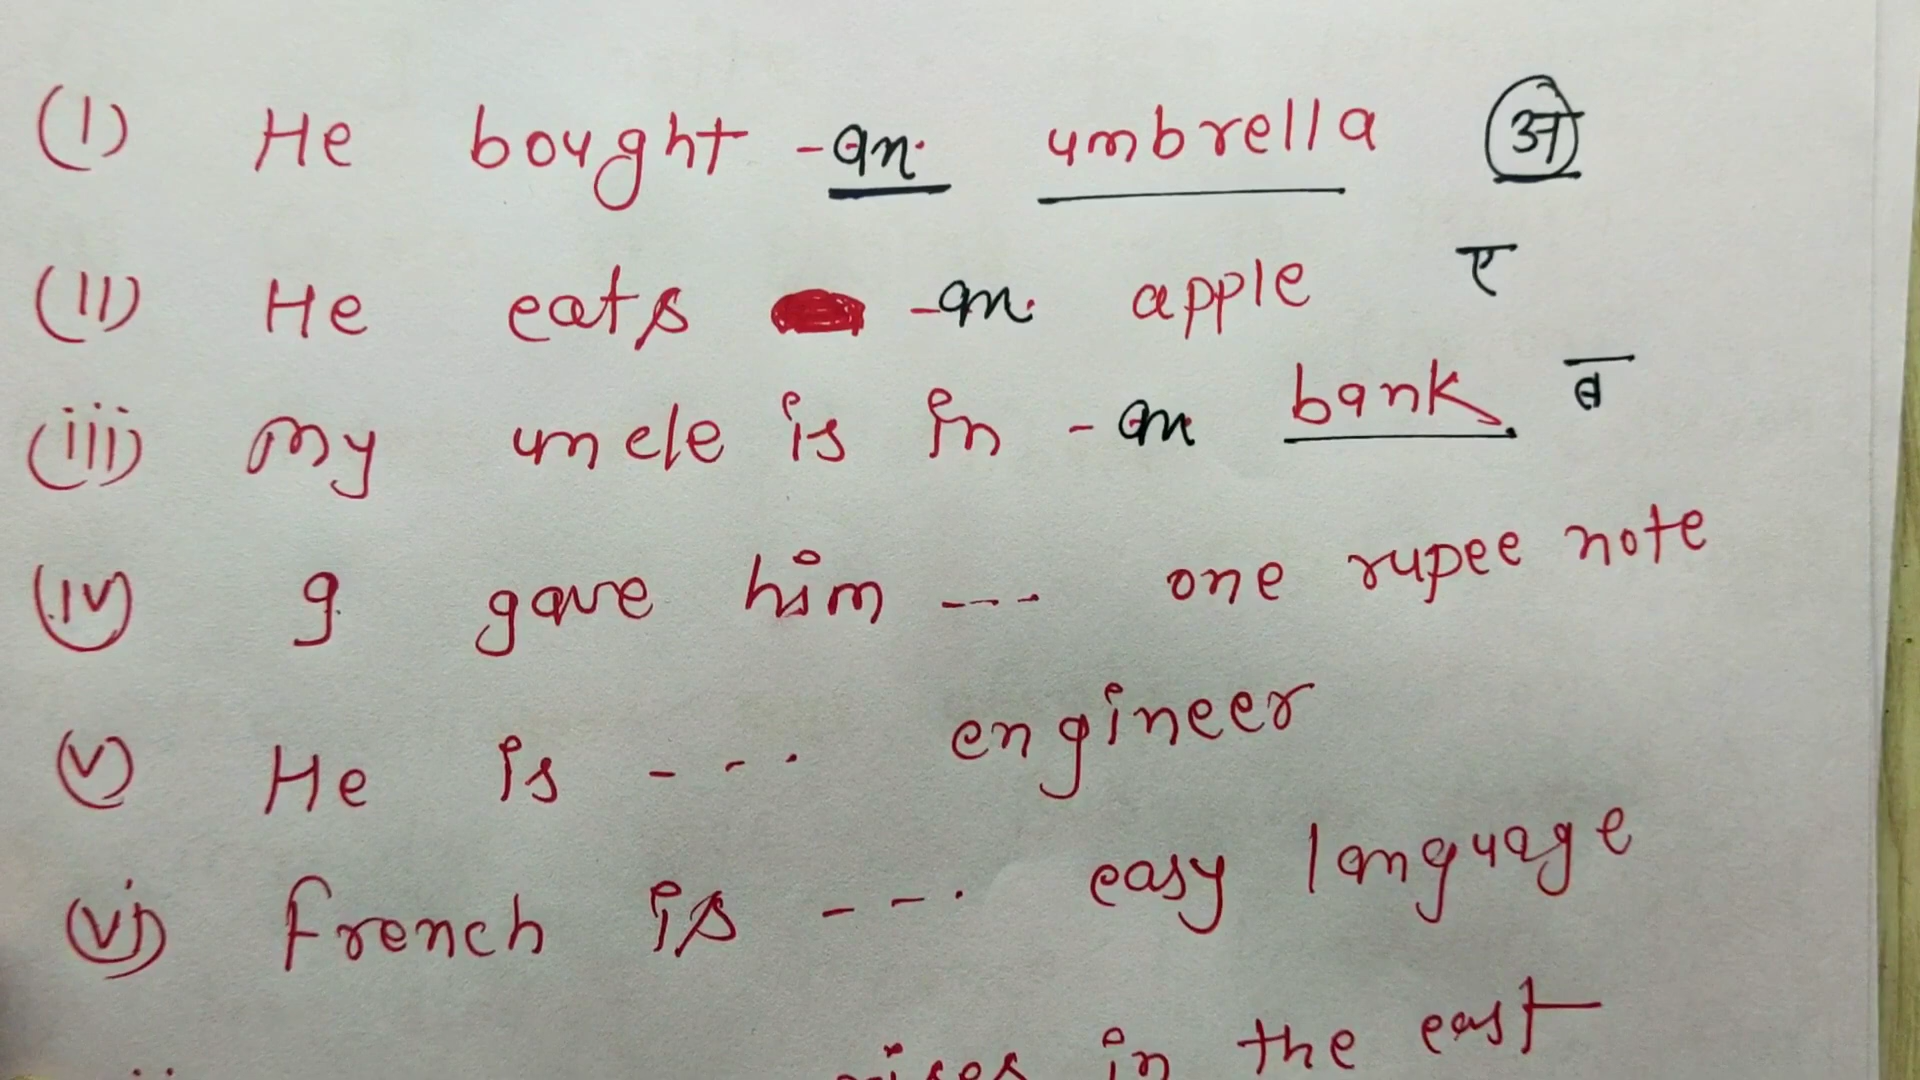 (I) He bought -an. umbrella अ
(II) He eats -an. apple ए
(iii) My uncle is in - an bank ब
(iv) I gave him --- one rupee note
(v) He is --- engineer
(vi) French is --- easy language
rises in the east